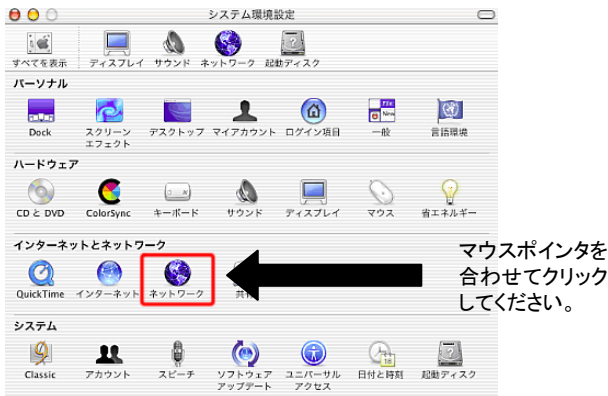 システム環境設定
すべてを表示 ディスプレイ サウンド ネットワーク 起動ディスク
パーソナル
Dock スクリーン エフェクト デスクトップ マイアカウント ログイン項目 一般 言語環境
ハードウェア
CD と DVD ColorSync キーボード サウンド ディスプレイ マウス 省エネルギー
インターネットとネットワーク
QuickTime インターネット ネットワーク
マウスポインタを
合わせてクリック
してください。
システム
Classic アカウント スピーチ ソフトウェア アップデート ユニバーサル アクセス 日付と時刻 起動ディスク